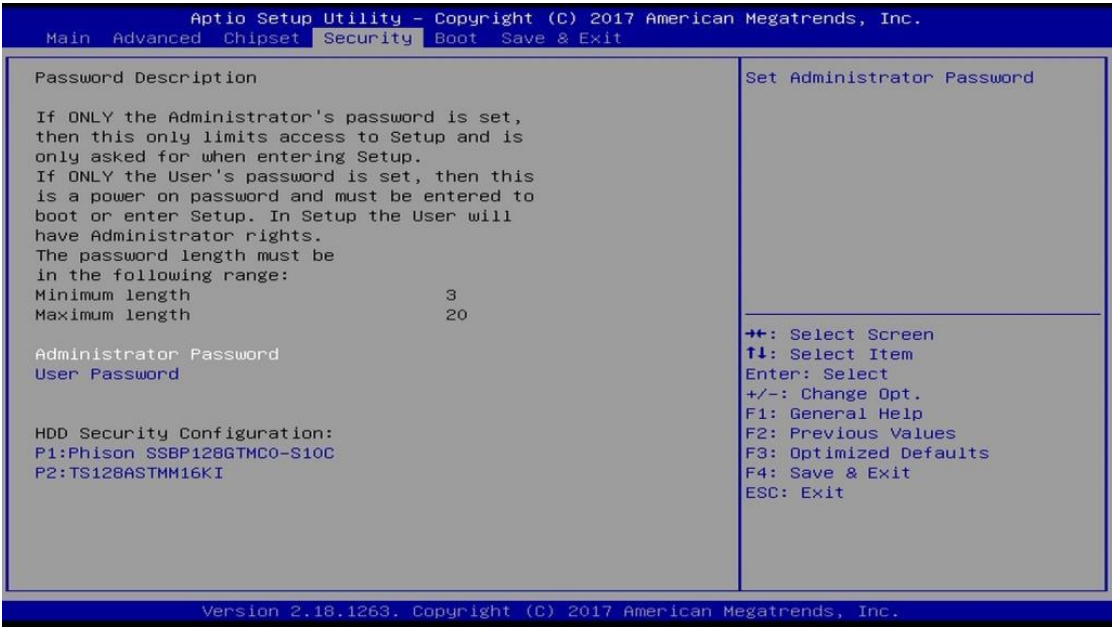 Aptio Setup Utility – Copyright (C) 2017 American Megatrends, Inc.
Main Advanced Chipset Security Boot Save & Exit
Password Description
If ONLY the Administrator's password is set,
then this only limits access to Setup and is
only asked for when entering Setup.
If ONLY the User's password is set, then this
is a power on password and must be entered to
boot or enter Setup. In Setup the User will
have Administrator rights.
The password length must be
in the following range:
Minimum length 3
Maximum length 20
Administrator Password
User Password
HDD Security Configuration:
P1:Phison SSBP128GTMC0-S10C
P2:TS128ASTMM16KI
Set Administrator Password
→←: Select Screen
↑↓: Select Item
Enter: Select
+/-: Change Opt.
F1: General Help
F2: Previous Values
F3: Optimized Defaults
F4: Save & Exit
ESC: Exit
Version 2.18.1263. Copyright (C) 2017 American Megatrends, Inc.